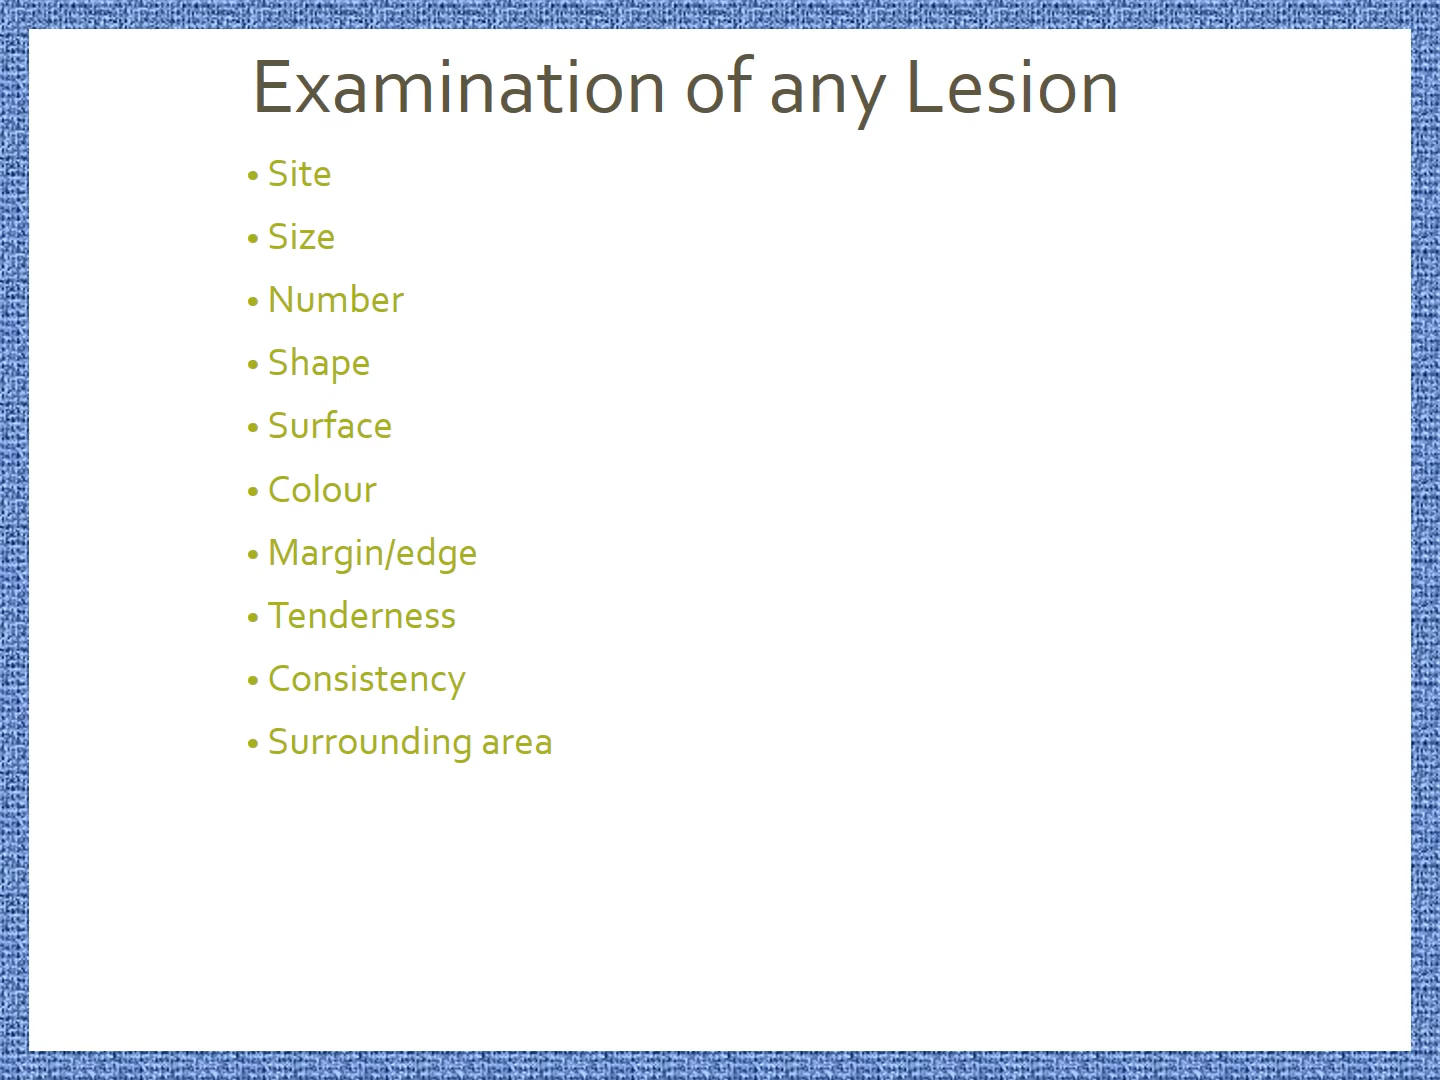 Examination of any Lesion
• Site
• Size
• Number
• Shape
• Surface
• Colour
• Margin/edge
• Tenderness
• Consistency
• Surrounding area